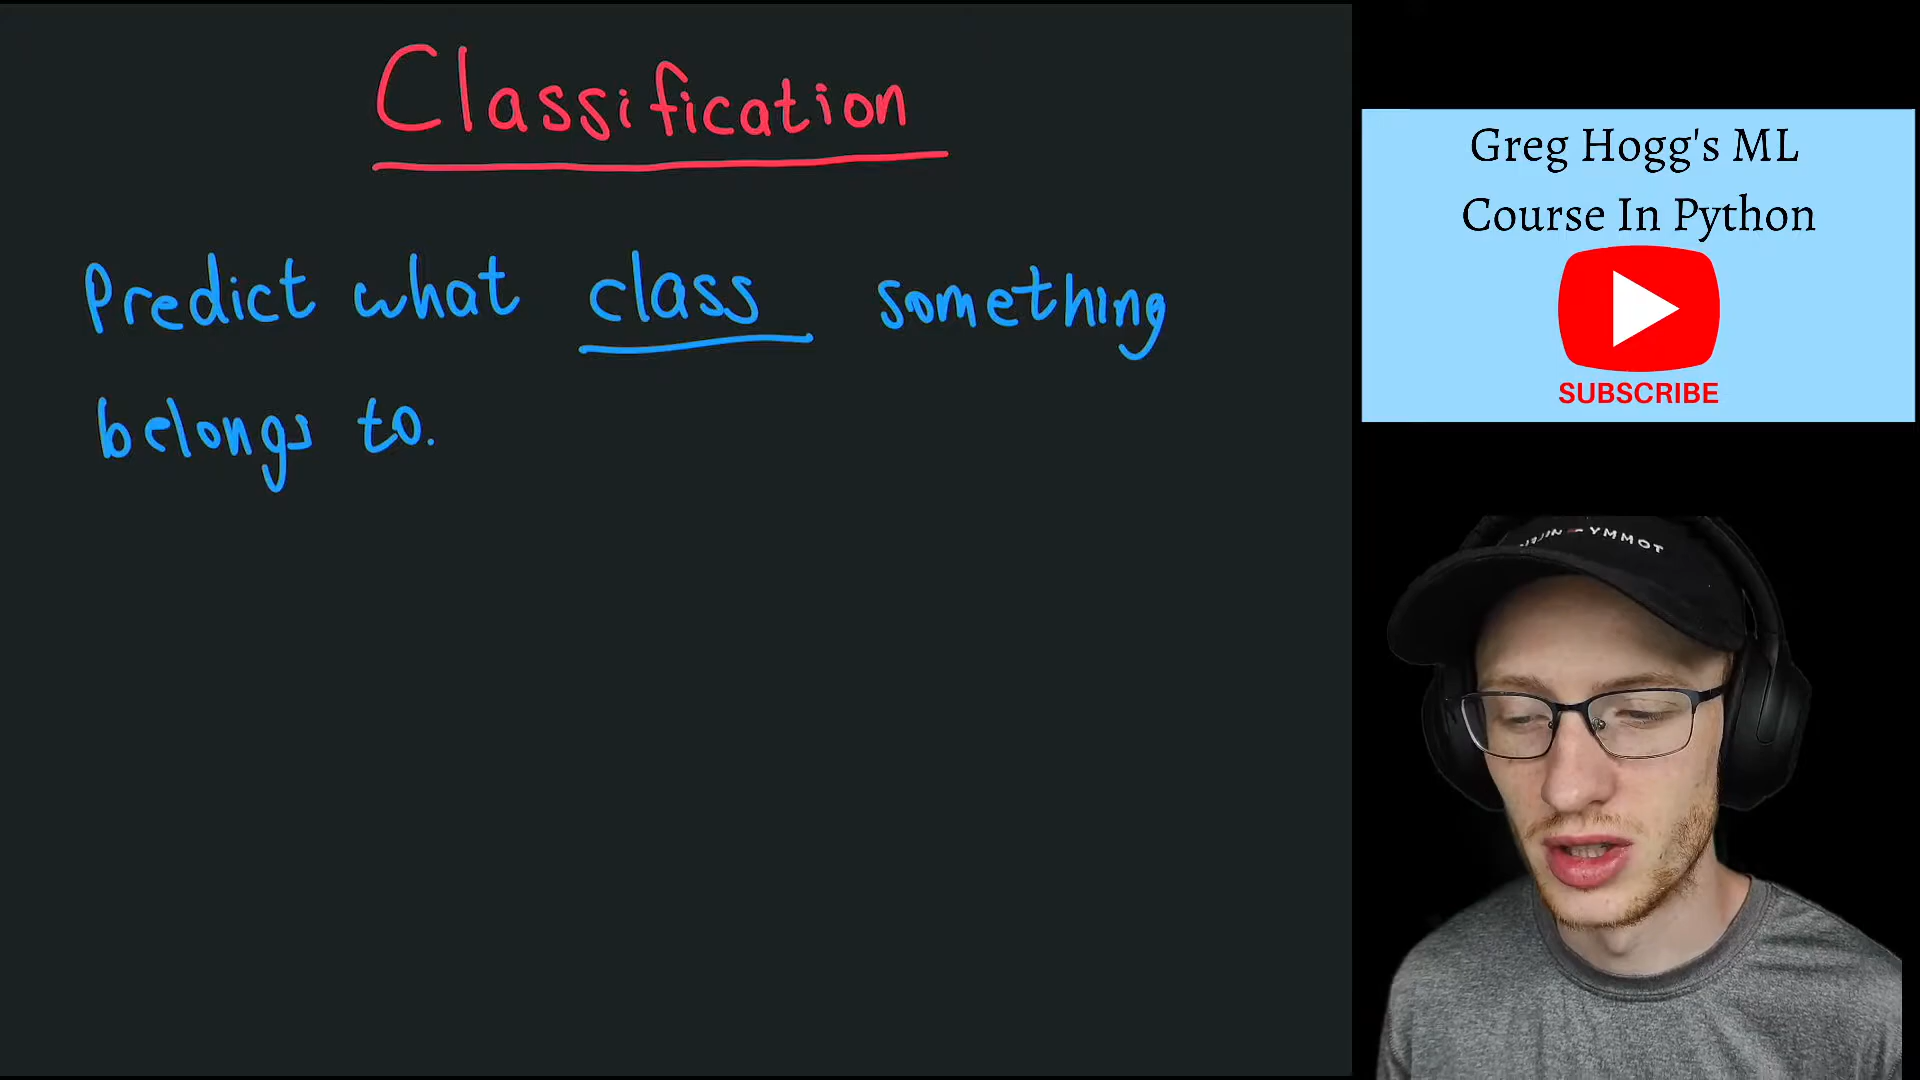 Classification
Predict what class something
belongs to.
Greg Hogg's ML
Course In Python
SUBSCRIBE